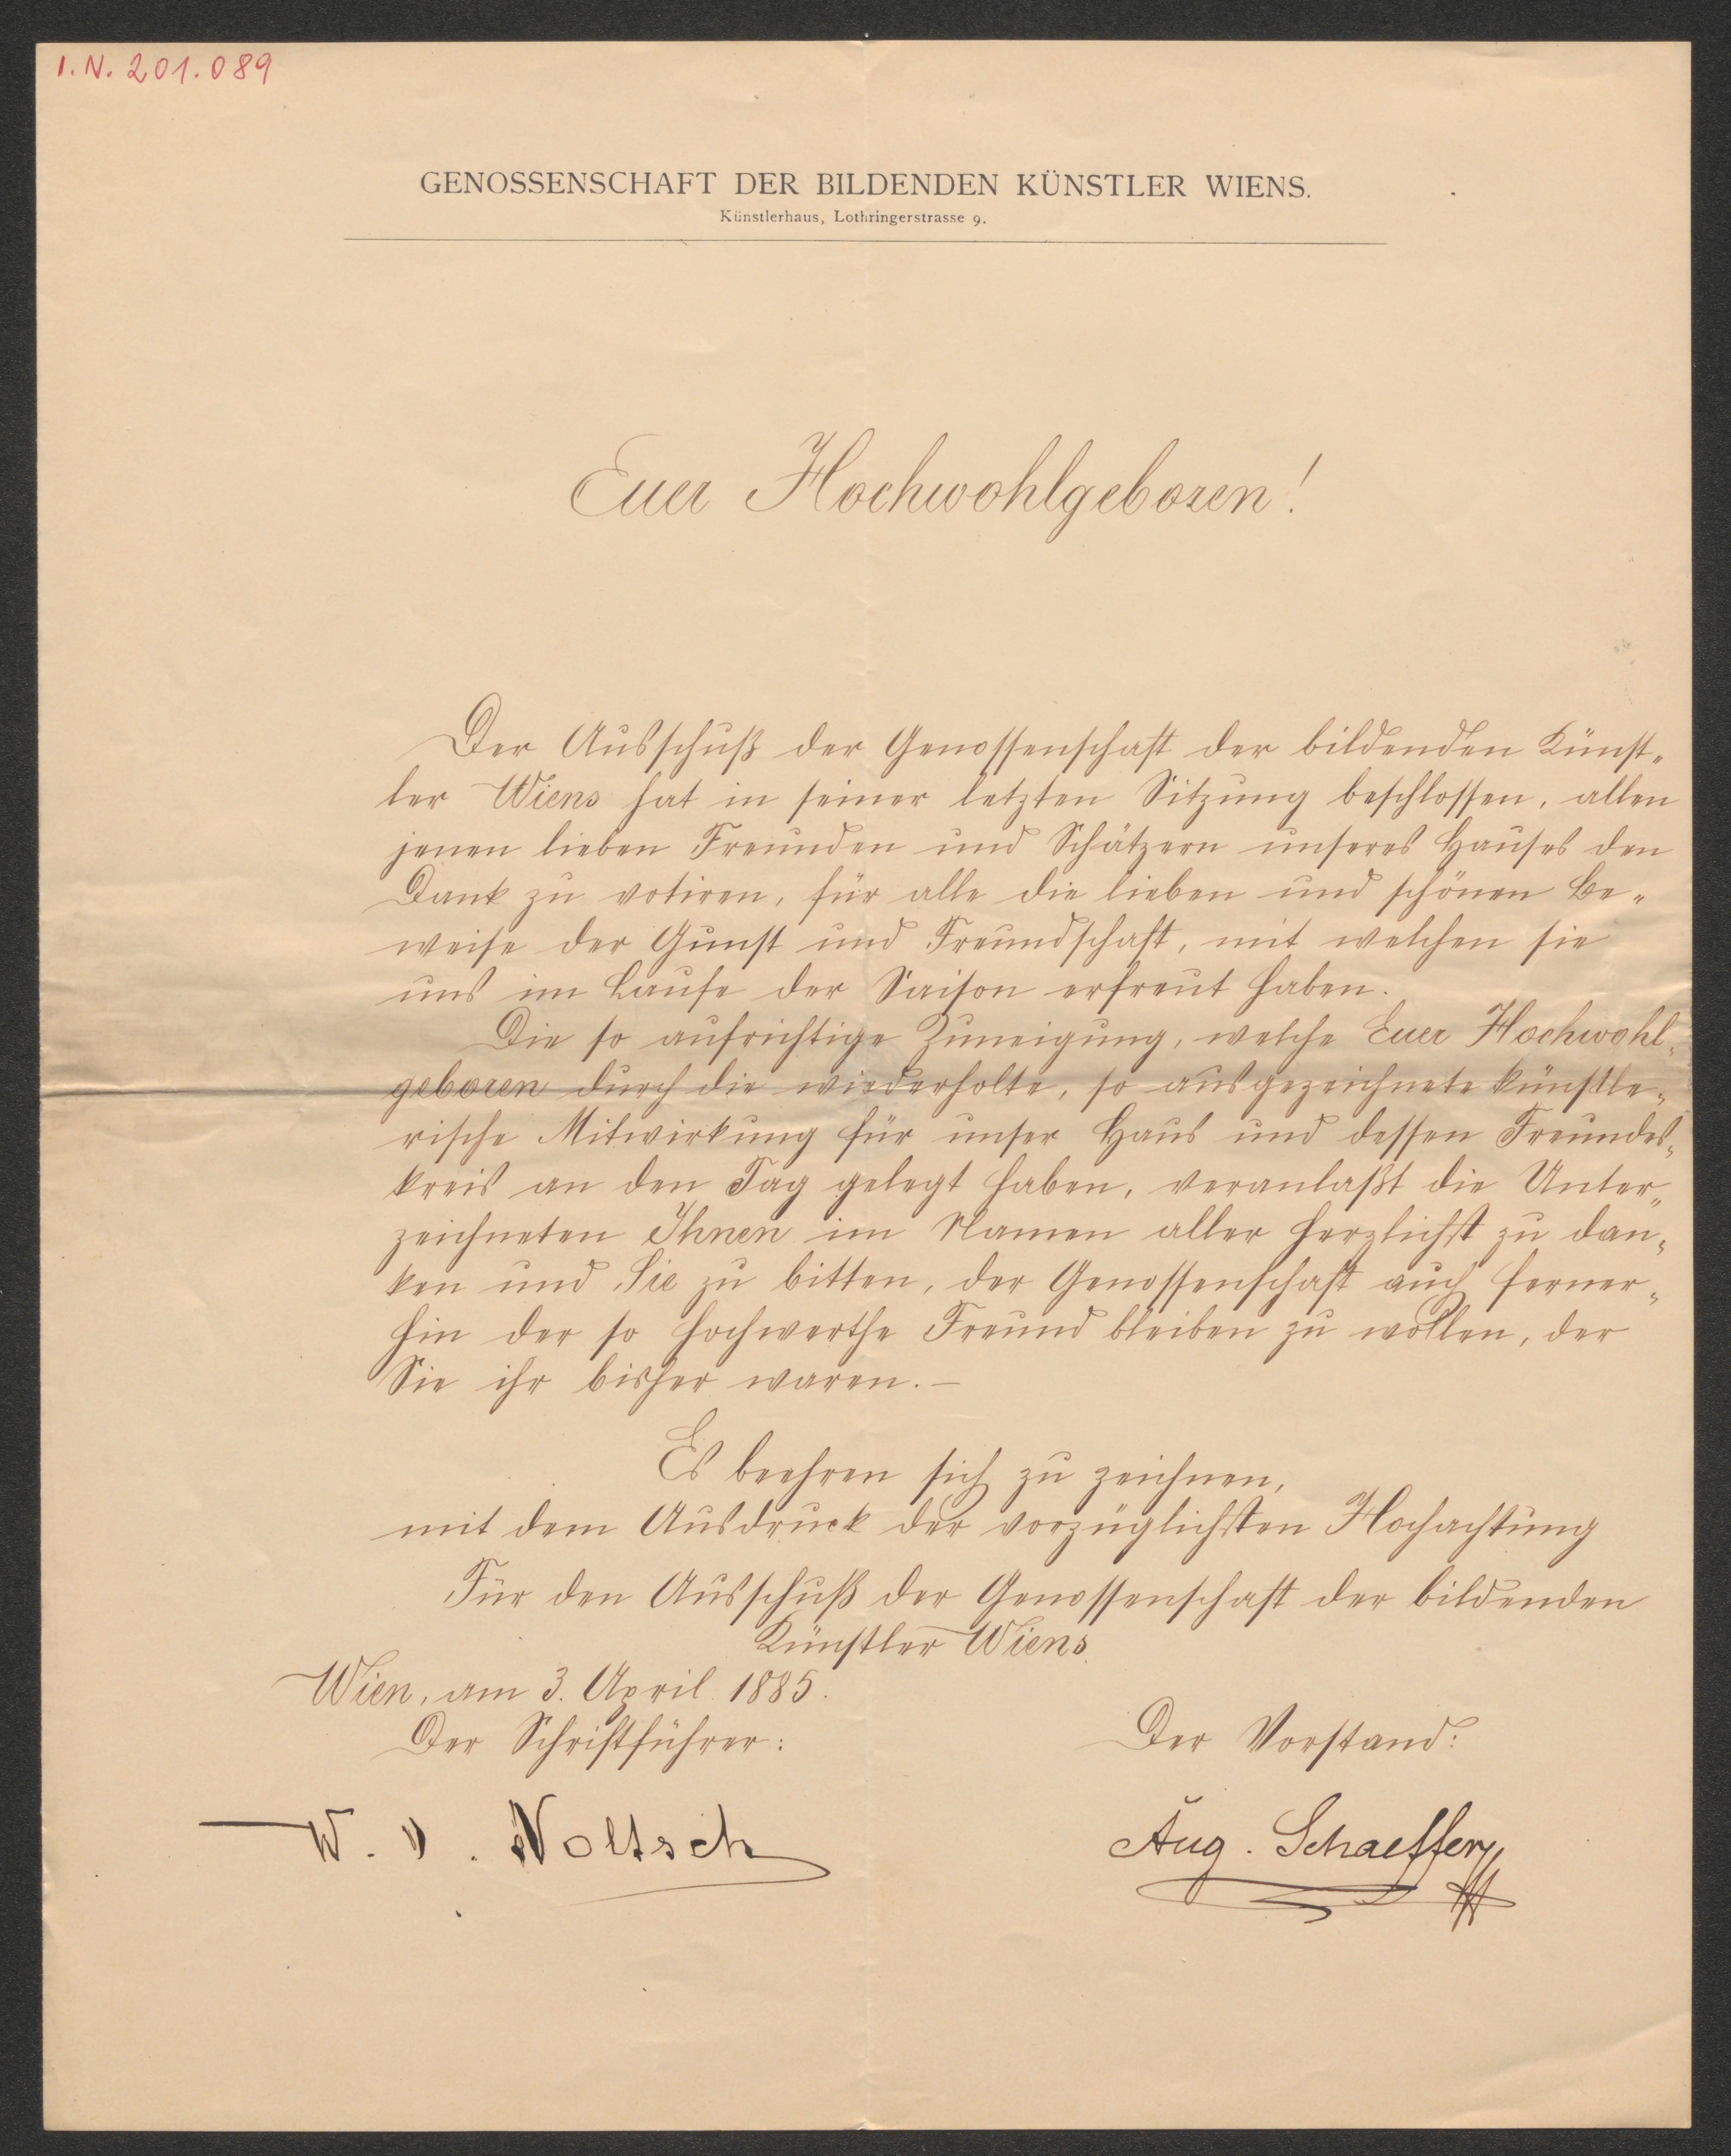 I.N. 201.089
GENOSSENSCHAFT DER BILDENDEN KÜNSTLER WIENS.
Künstlerhaus, Lothringerstrasse 9.
Euer Hochwohlgeboren!
Der Ausschuß der Genossenschaft der bildenden Künst-
ler Wiens hat in seiner letzten Sitzung beschlossen, allen
jenen lieben Freunden und Schätzern unseres Hauses den
Dank zu votiren, für alle die lieben und schönen Be-
weise der Gunst und Freundschaft, mit welchen sie
uns im Laufe der Saison erfreut haben.
Die so aufrichtige Zuneigung, welche Euer Hochwohl-
geboren durch die wiederholte, so ausgezeichnete künstle-
rische Mitwirkung für unser Haus und dessen Freundes-
kreis an den Tag gelegt haben, veranlaßt die Unter-
zeichneten Ihnen im Namen aller herzlichst zu dan-
ken und Sie zu bitten, der Genossenschaft auch ferner-
hin der so hochwerthe Freund bleiben zu wollen, der
Sie ihr bisher waren.–
Es beehren sich zu zeichnen,
mit dem Ausdruck der vorzüglichsten Hochachtung
Für den Ausschuß der Genossenschaft der bildenden
Künstler Wiens.
Wien, am 3. April 1885.
Der Schriftführer:
Der Vorstand:
W. v. Noltsch
Aug. Schaeffer